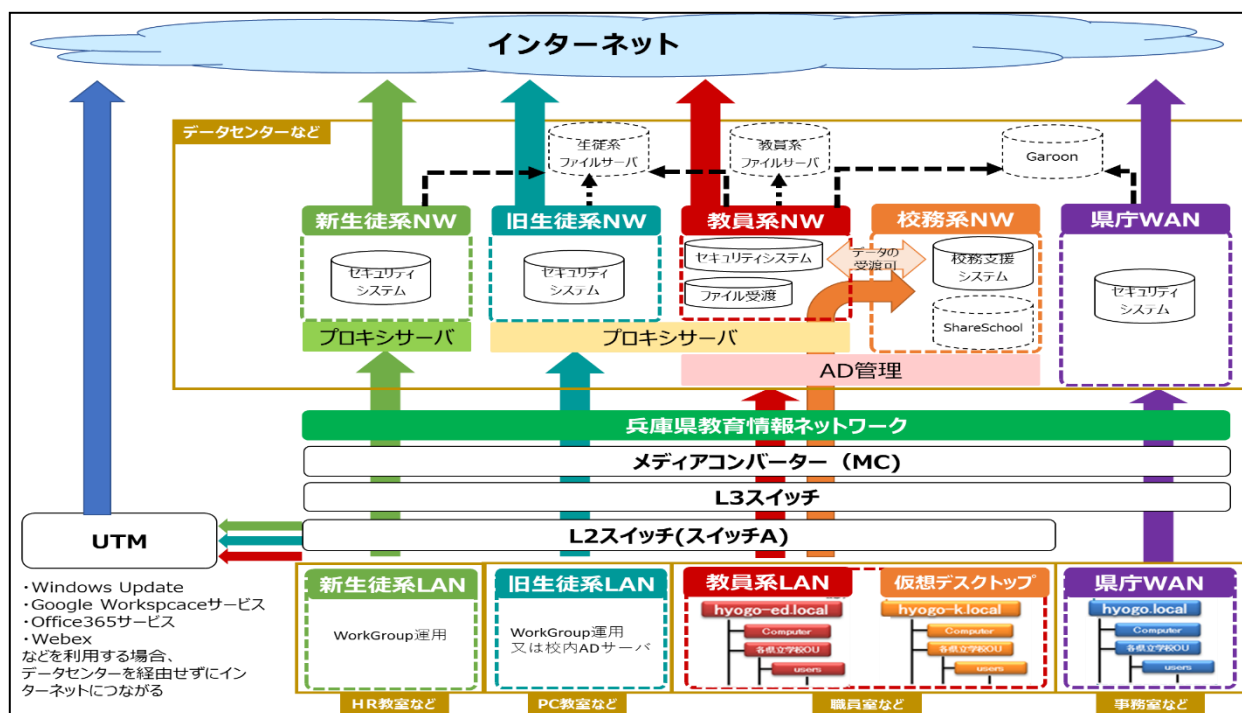 インターネット
データセンターなど
生徒系
ファイルサーバ
教員系
ファイルサーバ
Garoon
新生徒系NW
旧生徒系NW
教員系NW
校務系NW
県庁WAN
セキュリティ
システム
セキュリティ
システム
セキュリティシステム
ファイル受渡
データの
受渡可
校務支援
システム
ShareSchool
セキュリティ
システム
プロキシサーバ
プロキシサーバ
AD管理
兵庫県教育情報ネットワーク
メディアコンバーター（MC)
L3スイッチ
L2スイッチ(スイッチA)
UTM
・Windows Update
・Google Workspcaceサービス
・Office365サービス
・Webex
などを利用する場合、
データセンターを経由せずにイン
ターネットにつながる
新生徒系LAN
WorkGroup運用
HR教室など
旧生徒系LAN
WorkGroup運用
又は校内ADサーバ
PC教室など
教員系LAN
hyogo-ed.local
Computer
各県立学校OU
users
仮想デスクトップ
hyogo-k.local
Computer
各県立学校OU
users
職員室など
県庁WAN
hyogo.local
Computer
各県立学校OU
users
事務室など